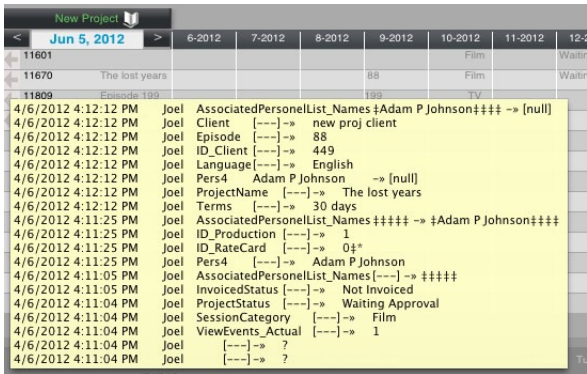 New Project
< Jun 5, 2012 > 6-2012 7-2012 8-2012 9-2012 10-2012 11-2012 12-2
11601 Film Waitin
11670 The lost years 88 Film Waitin
11809 Episode 199 199 TV
4/6/2012 4:12:12 PM Joel AssociatedPersonelList_Names ‡Adam P Johnson‡‡‡‡ -» [null]
4/6/2012 4:12:12 PM Joel Client [---]-» new proj client
4/6/2012 4:12:12 PM Joel Episode [---]-» 88
4/6/2012 4:12:12 PM Joel ID_Client [---]-» 449
4/6/2012 4:12:12 PM Joel Language[---]-» English
4/6/2012 4:12:12 PM Joel Pers4 Adam P Johnson -» [null]
4/6/2012 4:12:12 PM Joel ProjectName [---]-» The lost years
4/6/2012 4:12:12 PM Joel Terms [---]-» 30 days
4/6/2012 4:11:25 PM Joel AssociatedPersonelList_Names ‡‡‡‡‡ -» ‡Adam P Johnson‡‡‡‡
4/6/2012 4:11:25 PM Joel ID_Production [---]-» 1
4/6/2012 4:11:25 PM Joel ID_RateCard [---]-» 0‡*
4/6/2012 4:11:25 PM Joel Pers4 [---]-» Adam P Johnson
4/6/2012 4:11:05 PM Joel AssociatedPersonelList_Names[---] -» ‡‡‡‡‡
4/6/2012 4:11:05 PM Joel InvoicedStatus [---]-» Not Invoiced
4/6/2012 4:11:04 PM Joel ProjectStatus [---]-» Waiting Approval
4/6/2012 4:11:04 PM Joel SessionCategory [---]-» Film
4/6/2012 4:11:04 PM Joel ViewEvents_Actual [---]-» 1
4/6/2012 4:11:04 PM Joel [---]-» ?
4/6/2012 4:11:04 PM Joel [---]-» ?
Tu